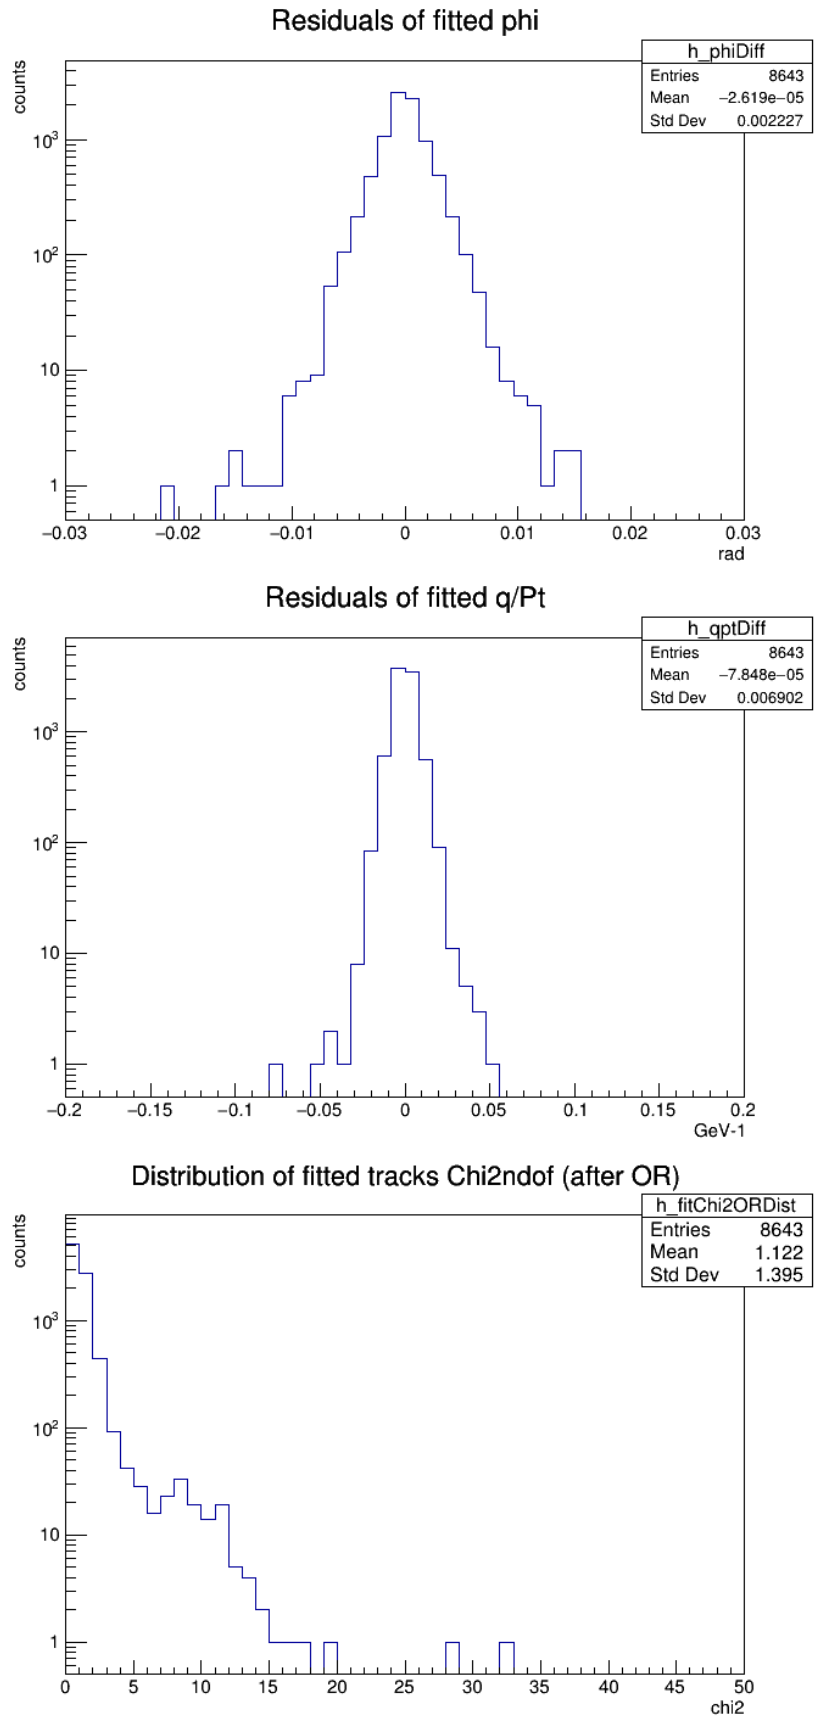 Residuals of fitted phi
h_phiDiff
Entries 8643
Mean −2.619e−05
Std Dev 0.002227
counts
10³
10²
10
1
−0.03 −0.02 −0.01 0 0.01 0.02 0.03
rad
Residuals of fitted q/Pt
h_qptDiff
Entries 8643
Mean −7.848e−05
Std Dev 0.006902
counts
10³
10²
10
1
−0.2 −0.15 −0.1 −0.05 0 0.05 0.1 0.15 0.2
GeV-1
Distribution of fitted tracks Chi2ndof (after OR)
h_fitChi2ORDist
Entries 8643
Mean 1.122
Std Dev 1.395
counts
10³
10²
10
1
0 5 10 15 20 25 30 35 40 45 50
chi2